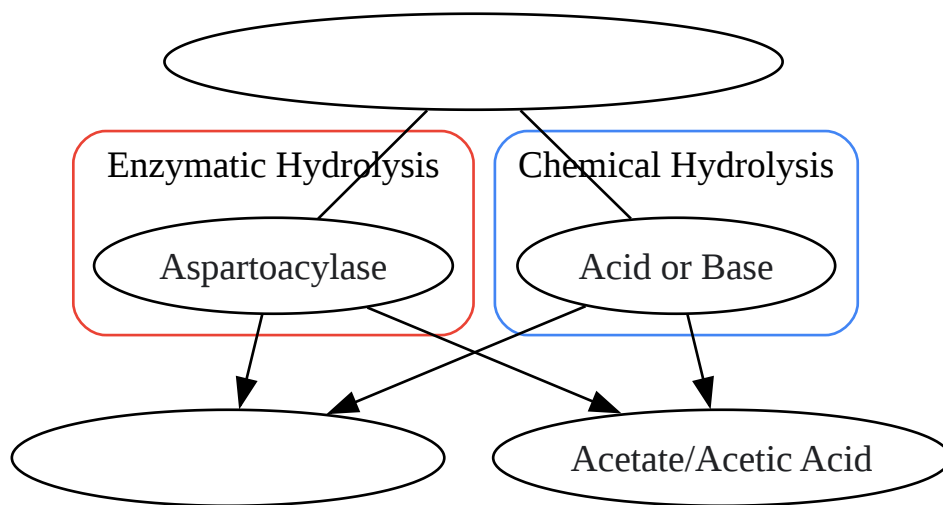 Enzymatic Hydrolysis
Chemical Hydrolysis
Aspartoacylase
Acid or Base
Acetate/Acetic Acid